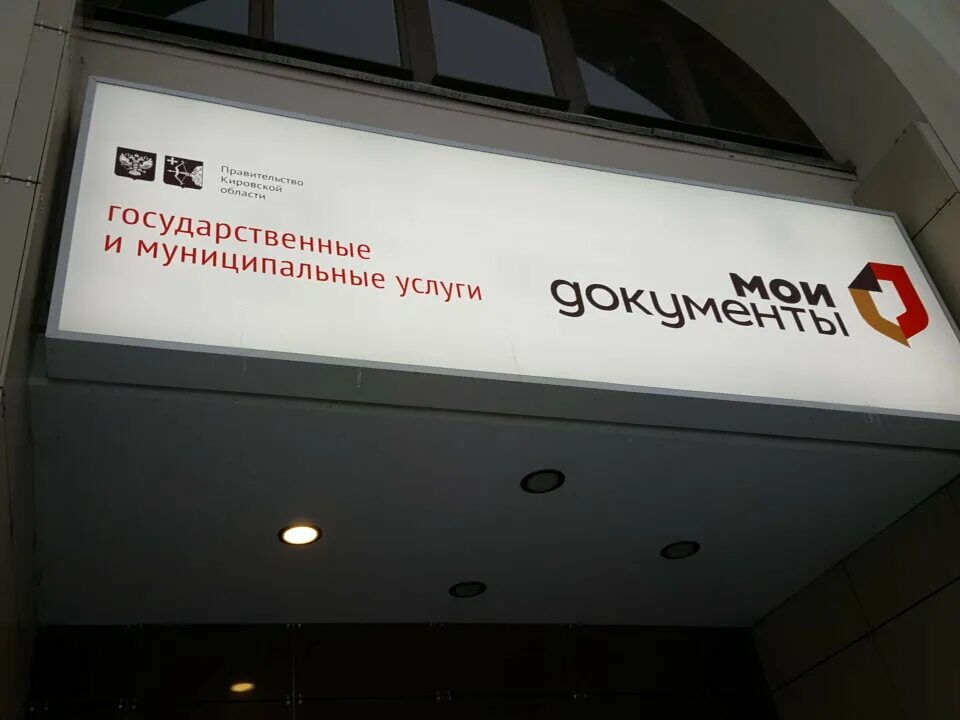 Правительство
Кировской
области
государственные
и муниципальные услуги
мои
документы